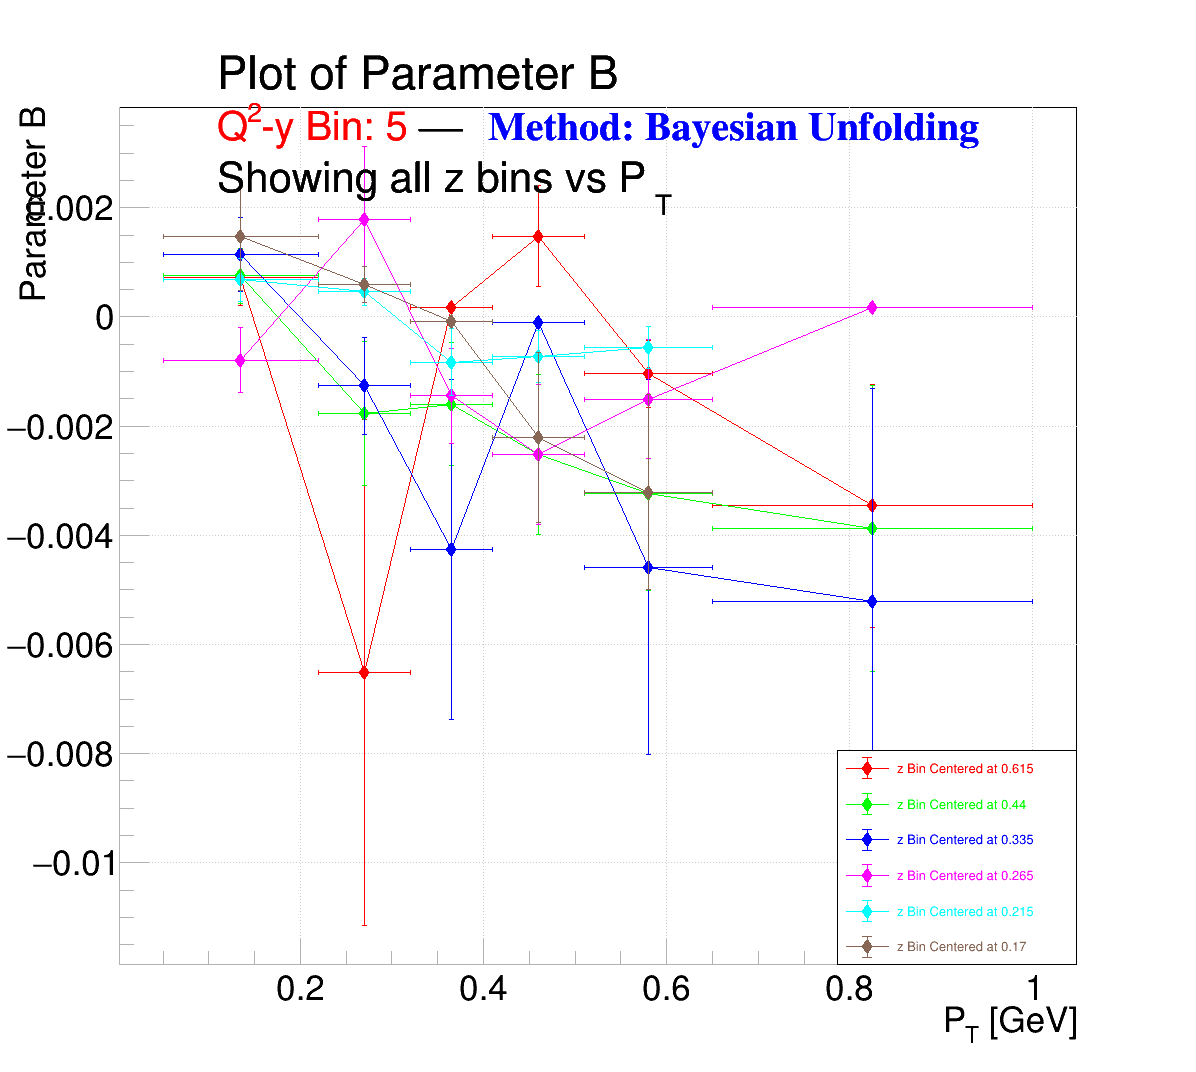 Plot of Parameter B
Q²-y Bin: 5 — Method: Bayesian Unfolding
Showing all z bins vs P T
Parameter B
0.002
0
−0.002
−0.004
−0.006
−0.008
−0.01
z Bin Centered at 0.615
z Bin Centered at 0.44
z Bin Centered at 0.335
z Bin Centered at 0.265
z Bin Centered at 0.215
z Bin Centered at 0.17
0.2 0.4 0.6 0.8 1
P_T [GeV]